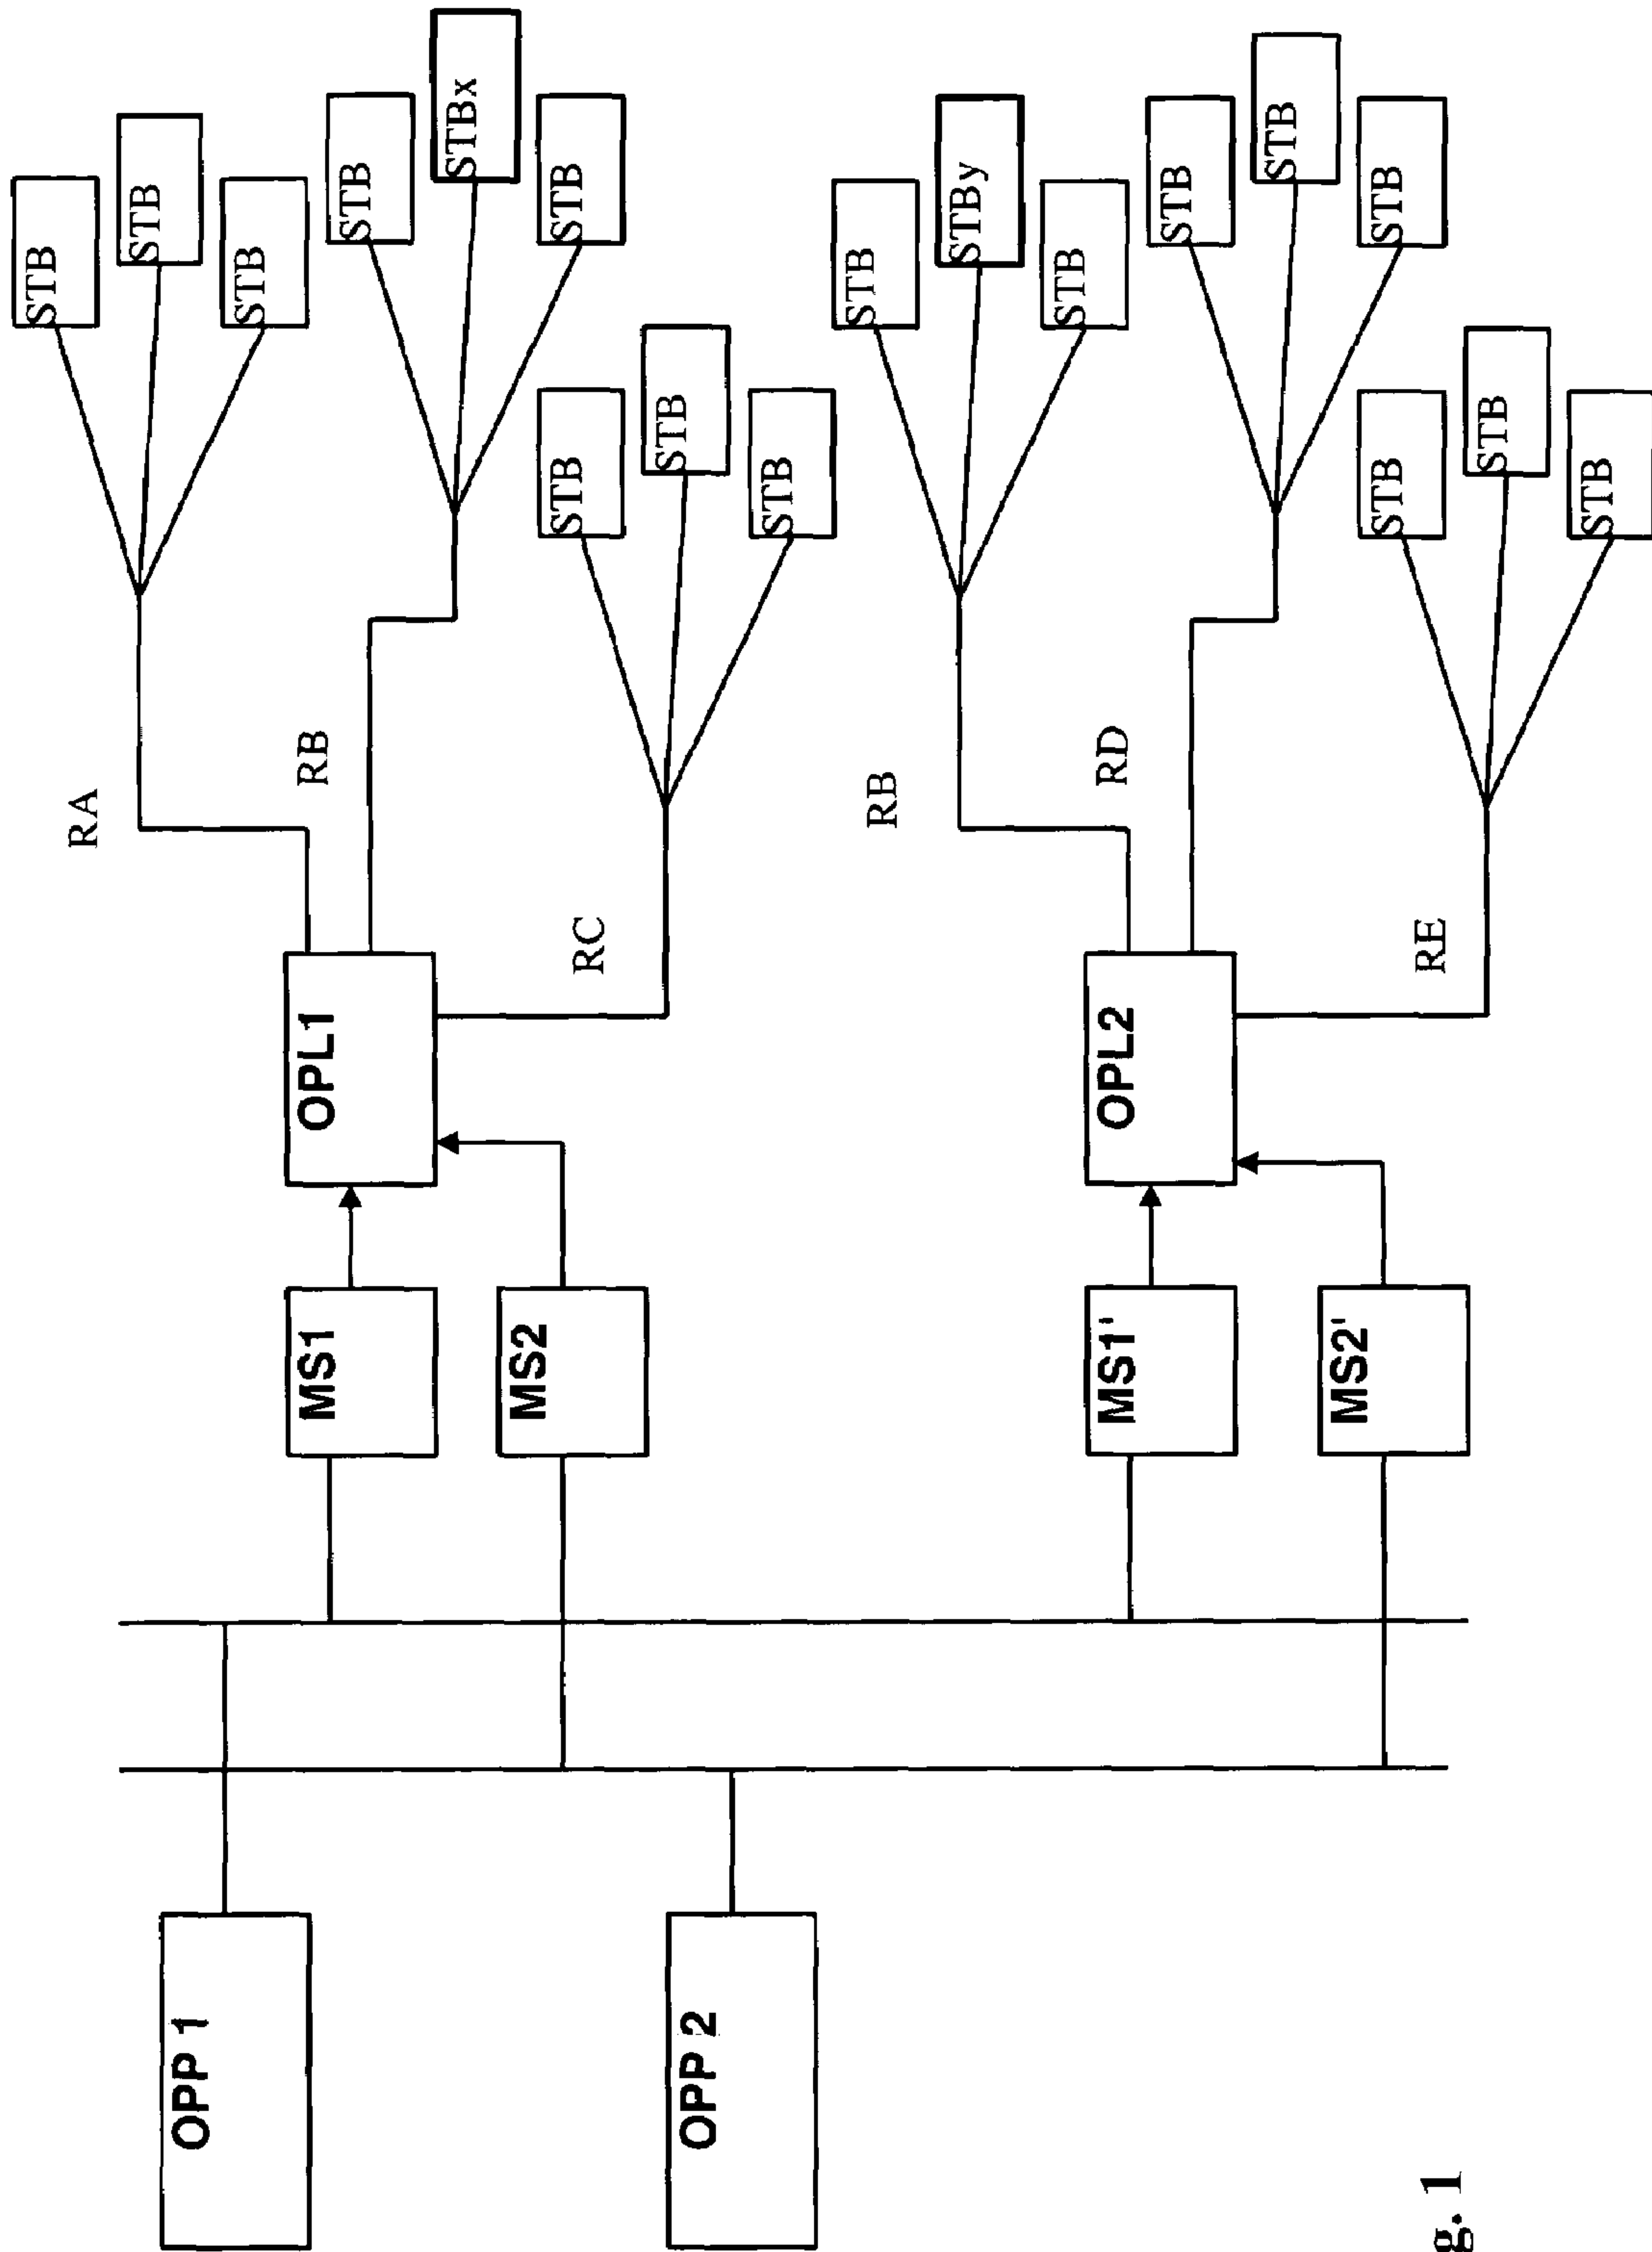 OPP 1
OPP 2
MS1
MS2
MS1'
MS2'
OPL1
OPL2
RA
RB
RC
RB
RD
RE
STB
STB
STB
STB
STBx
STB
STB
STB
STB
STB
STBy
STB
STB
STB
STB
STB
STB
STB
g. 1